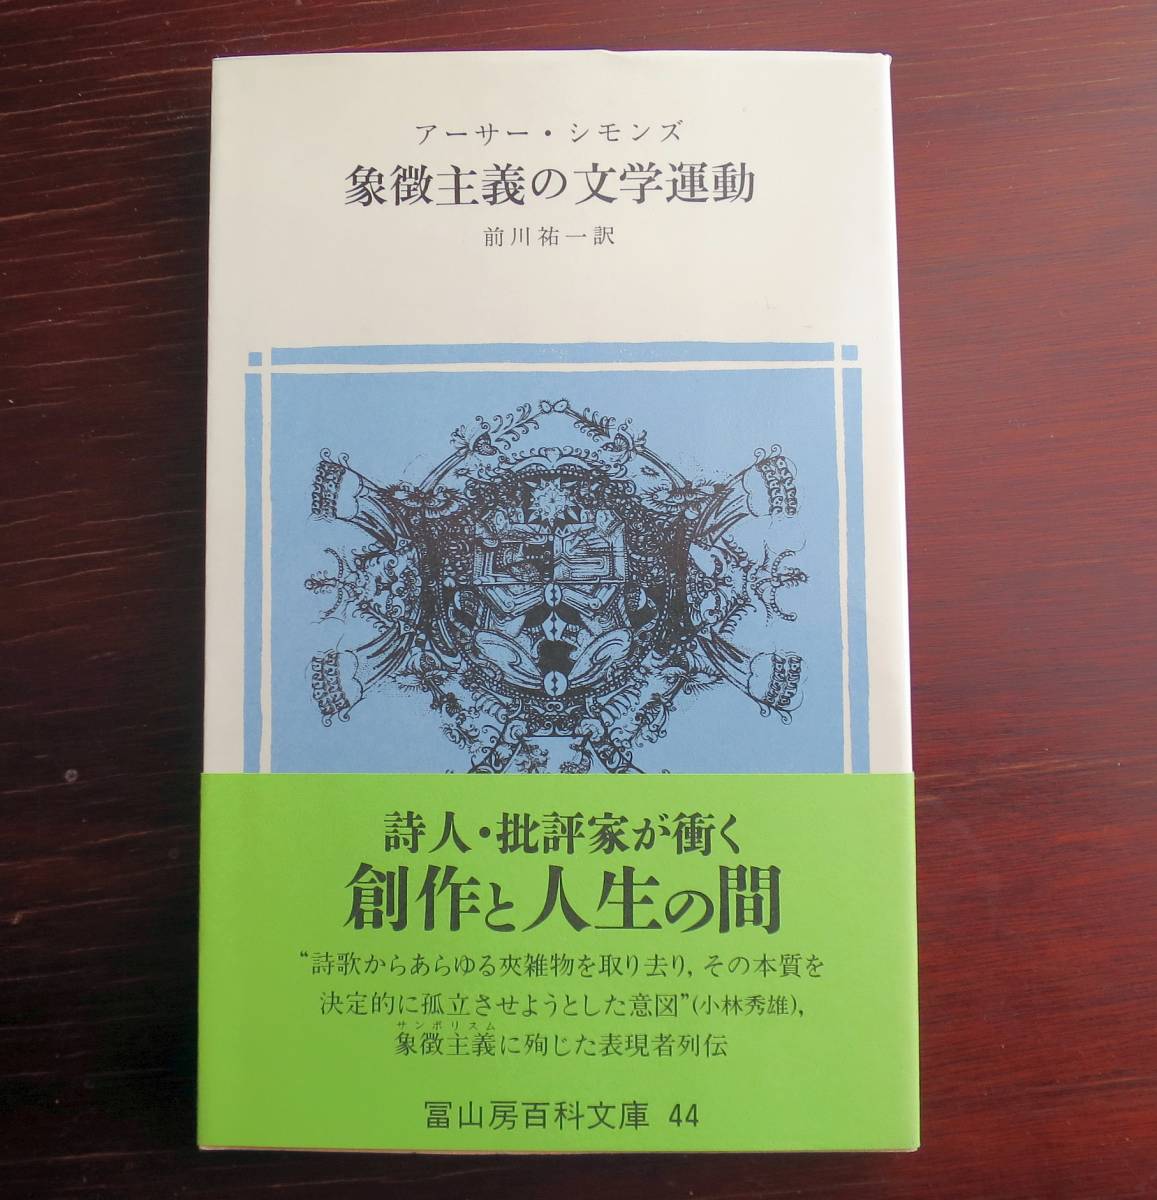 アーサー・シモンズ
象徴主義の文学運動
前川祐一訳
詩人・批評家が衝く
創作と人生の間
“詩歌からあらゆる夾雑物を取り去り，その本質を
決定的に孤立させようとした意図”(小林秀雄)，
サンボリスム
象徴主義に殉じた表現者列伝
冨山房百科文庫 44